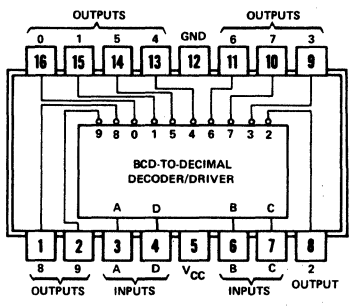 OUTPUTS OUTPUTS
0 1 5 4 GND 6 7 3
16 15 14 13 12 11 10 9
9 8 0 1 5 4 6 7 3 2
BCD-TO-DECIMAL
DECODER/DRIVER
A D B C
1 2 3 4 5 6 7 8
8 9 A D VCC B C 2
OUTPUTS INPUTS INPUTS OUTPUT